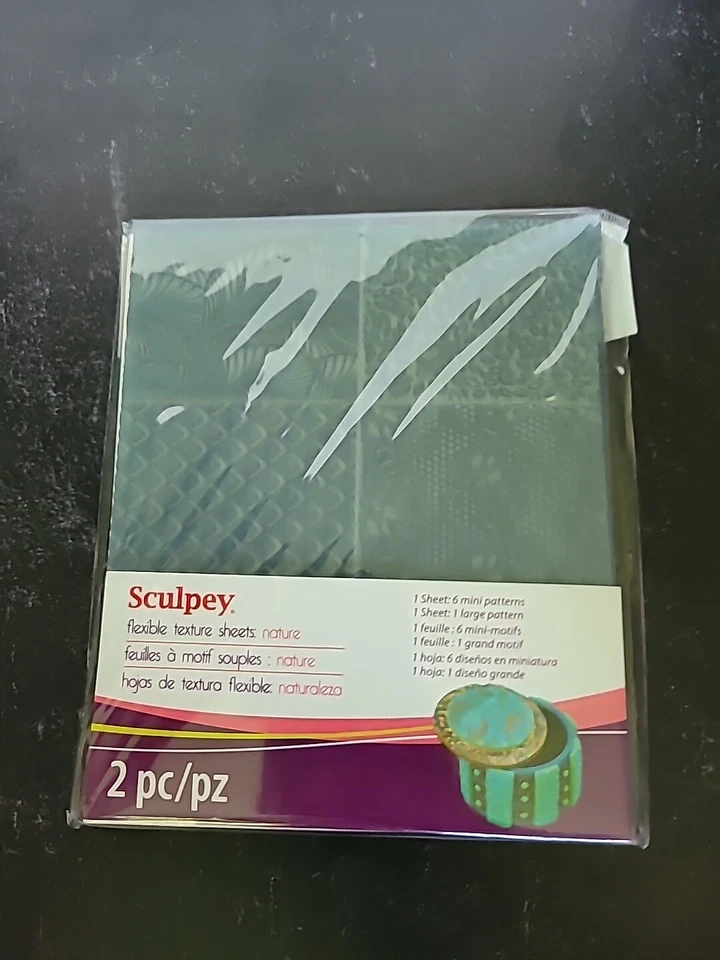 Sculpey®
flexible texture sheets: nature
feuilles à motif souples : nature
hojas de textura flexible: naturaleza
1 Sheet: 6 mini patterns
1 Sheet: 1 large pattern
1 feuille : 6 mini-motifs
1 feuille : 1 grand motif
1 hoja: 6 diseños en miniatura
1 hoja: 1 diseño grande
2 pc/pz